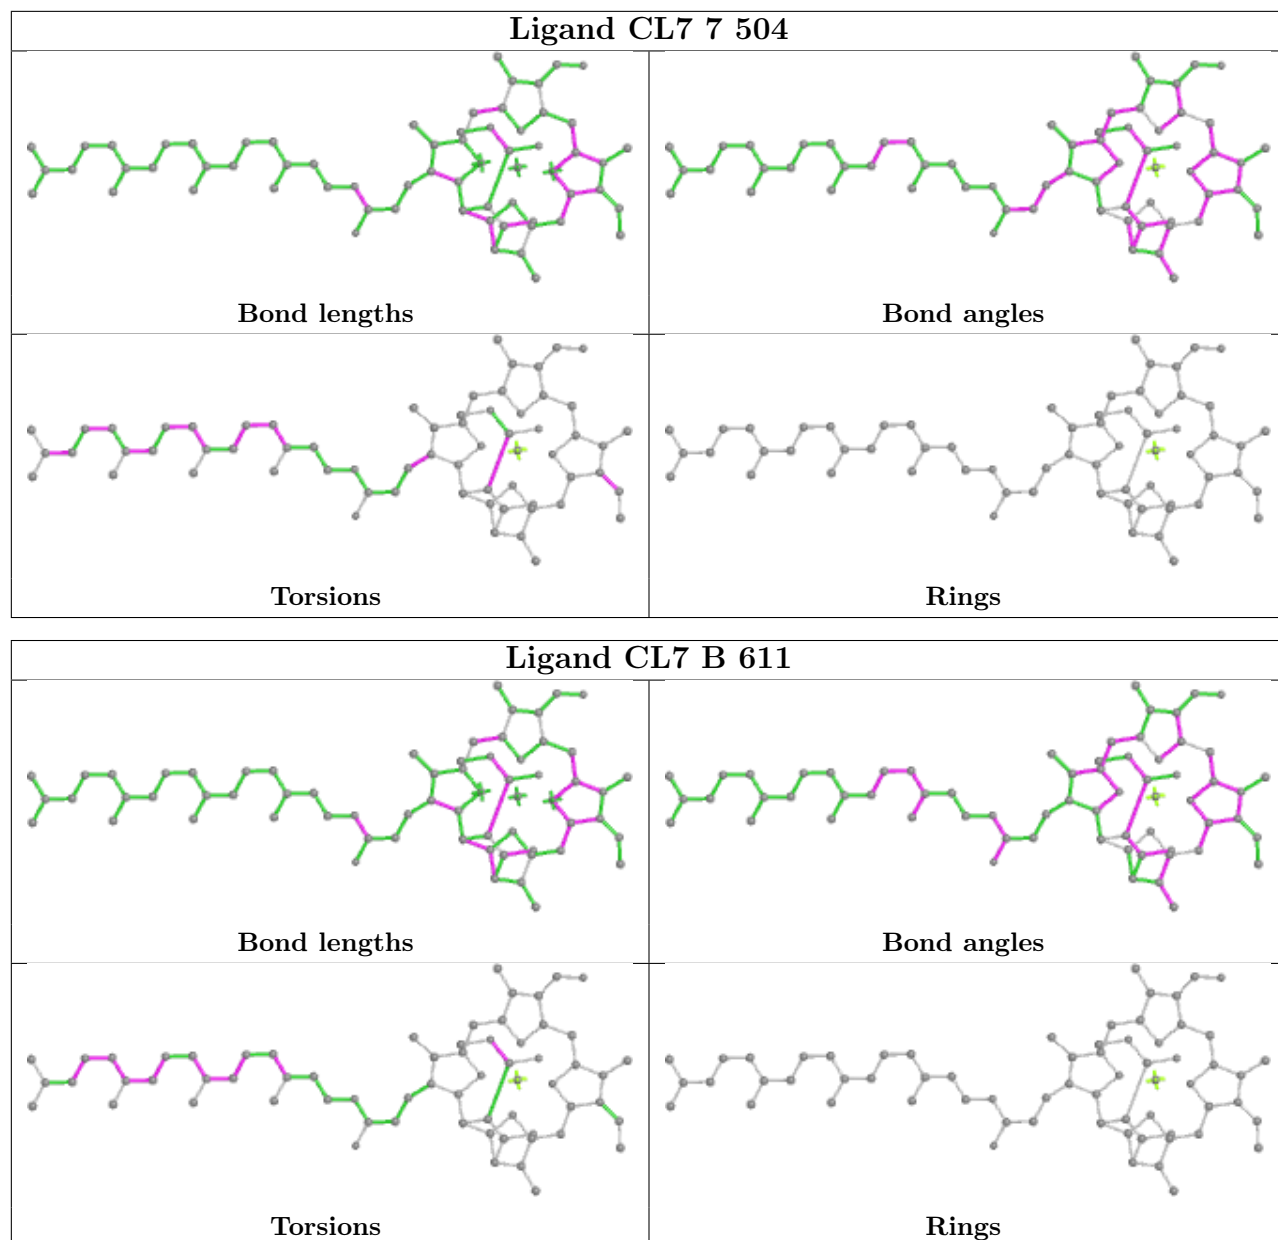 Ligand CL7 7 504
Bond lengths
Bond angles
Torsions
Rings
Ligand CL7 B 611
Bond lengths
Bond angles
Torsions
Rings